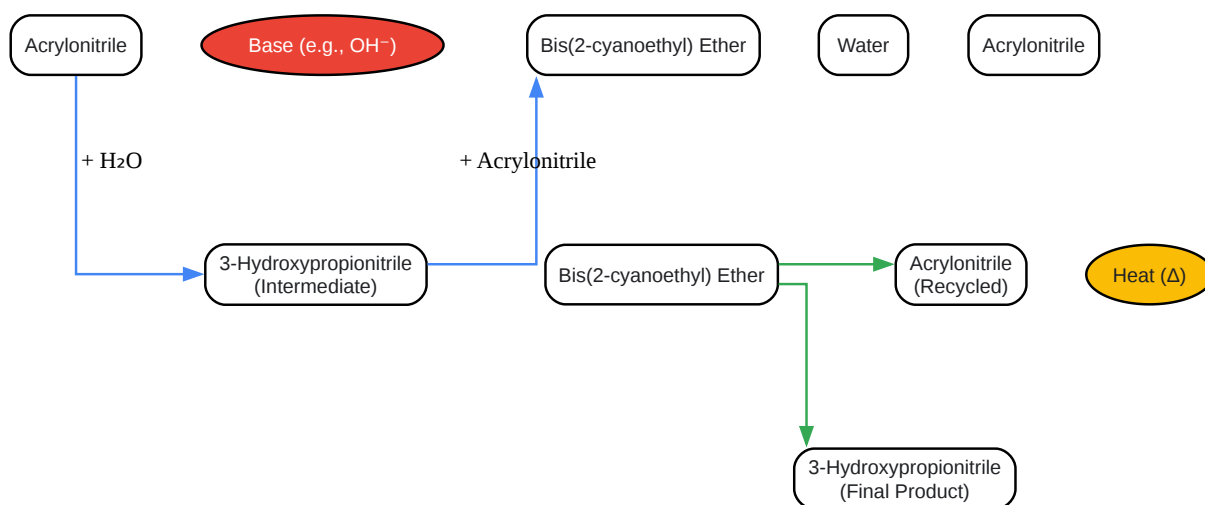 Acrylonitrile
Base (e.g., OH⁻)
Bis(2-cyanoethyl) Ether
Water
Acrylonitrile
+ H₂O
+ Acrylonitrile
3-Hydroxypropionitrile
(Intermediate)
Bis(2-cyanoethyl) Ether
Acrylonitrile
(Recycled)
Heat (Δ)
3-Hydroxypropionitrile
(Final Product)